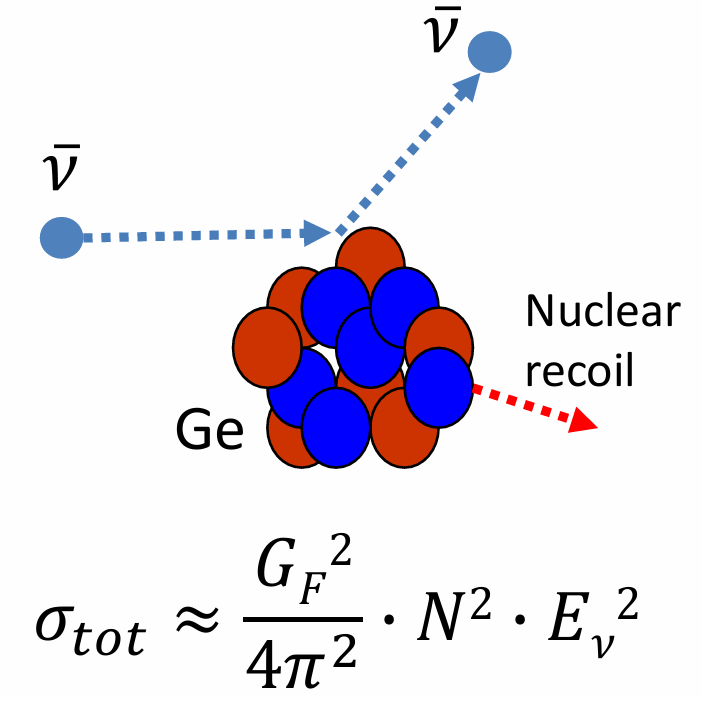 ν̄
ν̄
Nuclear
recoil
Ge
σ_tot ≈ G_F² / 4π² · N² · E_ν²